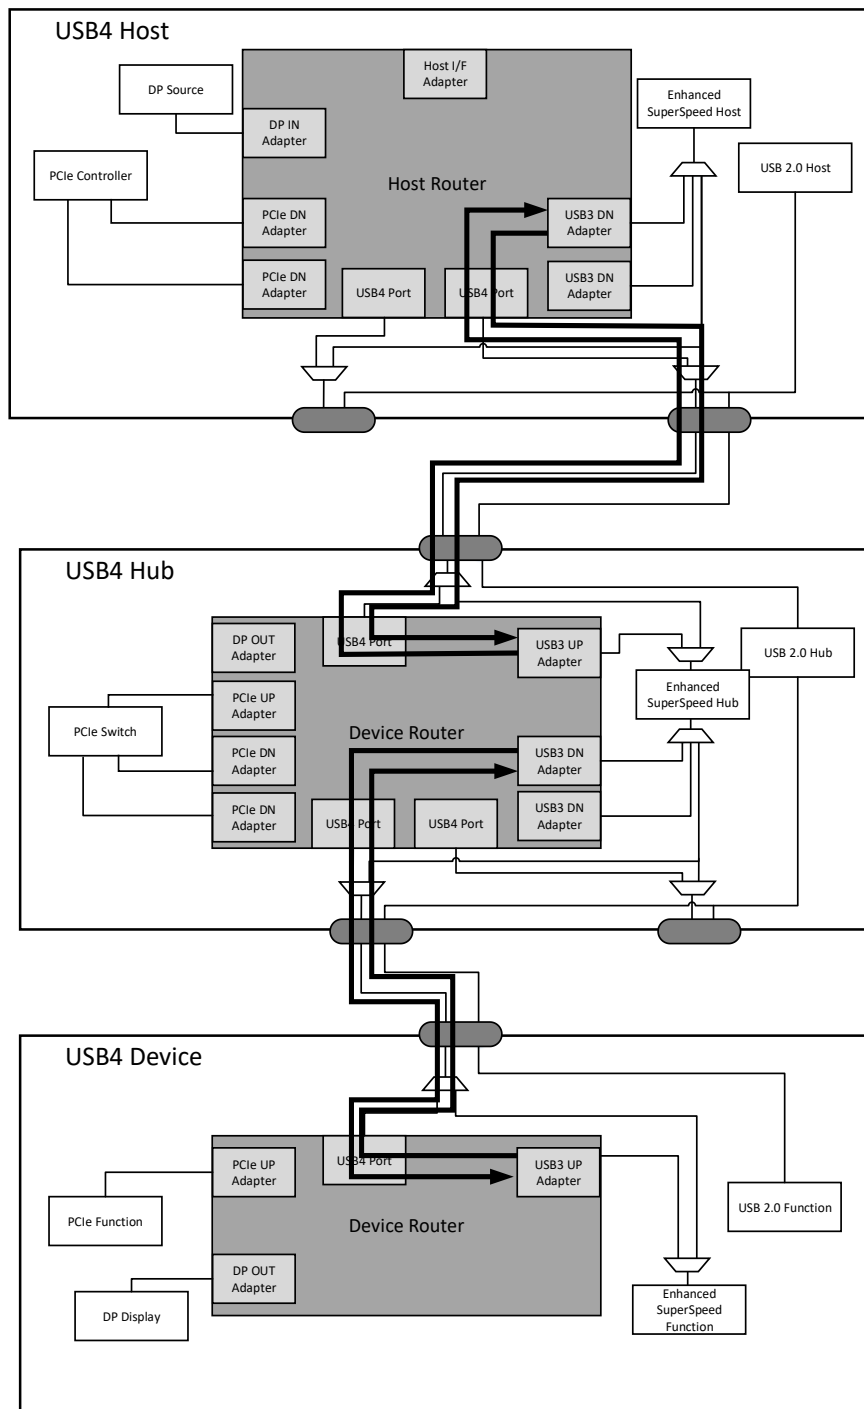 USB4 Host
Host I/F
Adapter
DP Source
DP IN
Adapter
Enhanced
SuperSpeed Host
PCIe Controller
Host Router
USB 2.0 Host
PCIe DN
Adapter
USB3 DN
Adapter
PCIe DN
Adapter
USB4 Port
USB4 Port
USB3 DN
Adapter
USB4 Hub
DP OUT
Adapter
USB4 Port
USB3 UP
Adapter
USB 2.0 Hub
PCIe UP
Adapter
Enhanced
SuperSpeed Hub
PCIe Switch
Device Router
PCIe DN
Adapter
USB3 DN
Adapter
PCIe DN
Adapter
USB4 Port
USB4 Port
USB3 DN
Adapter
USB4 Device
PCIe UP
Adapter
USB4 Port
USB3 UP
Adapter
PCIe Function
Device Router
USB 2.0 Function
DP OUT
Adapter
DP Display
Enhanced
SuperSpeed
Function